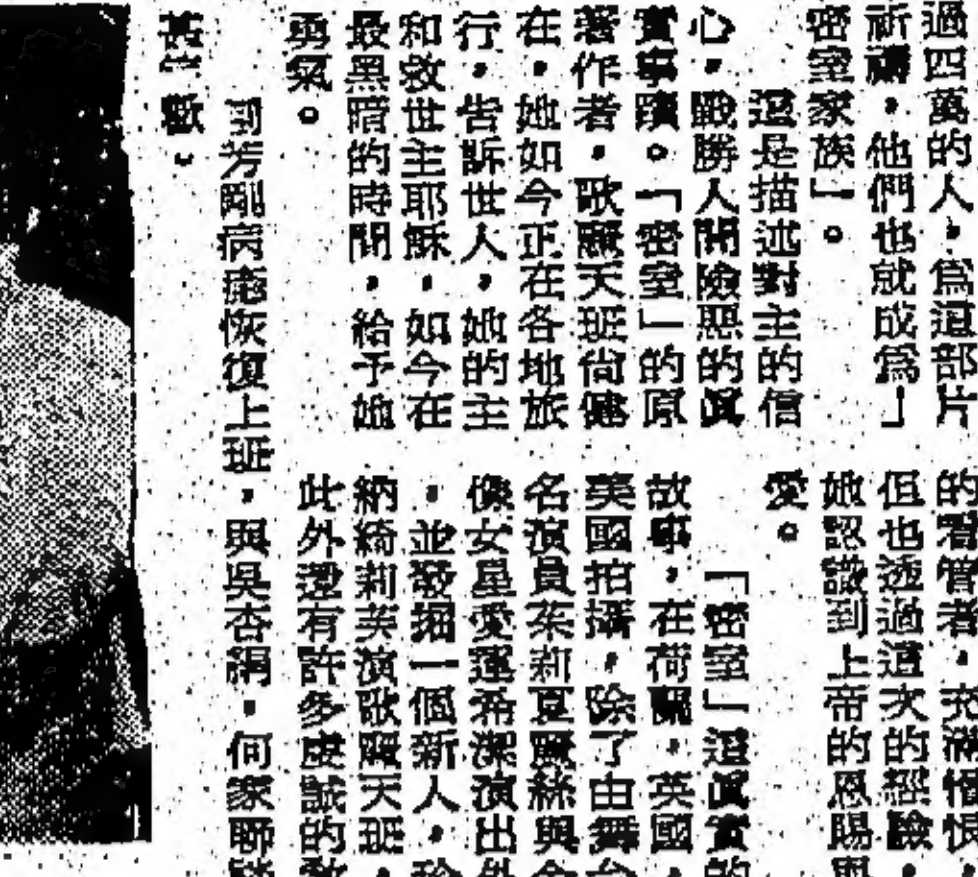 過四萬的人，為這部片
祈禱，他們也就成為」
密室家族」。
這是描述對主的信
心，戰勝人間險惡的眞
實事蹟。「密室」的原
著作者，歌麗天班尙健
在，她如今正在各地旅
行，告訴世人，她的主
和救世主耶穌，如今在
最黑暗的時間，給予她
勇氣。
的看管者，充滿憎恨，
但也透過這次的經驗，
她認識到上帝的恩賜與
愛。
「密室」這眞實的
故事，在荷蘭，英國，
美國拍攝，除了由舞台
名演員茱莉夏麗絲與金
像女星愛蓮希潔演出外
，並發掘一個新人，珍
納綺莉芙演歌麗天班，
此外還有許多虔誠的教
芳剛病癒恢復上班，與吳杏絹，何家聯